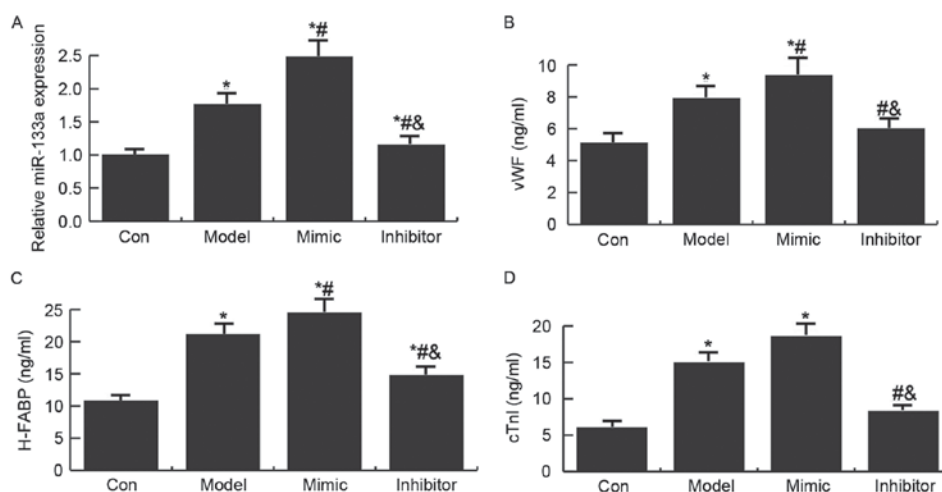 A
Relative miR-133a expression
2.5
2.0
1.5
1.0
0.5
0.0
*
*#
*#&
Con Model Mimic Inhibitor
B
vWF (ng/ml)
10
8
6
4
2
0
*
*#
#&
Con Model Mimic Inhibitor
C
H-FABP (ng/ml)
25
20
15
10
5
0
*
*#
*#&
Con Model Mimic Inhibitor
D
cTnI (ng/ml)
20
15
10
5
0
*
*
#&
Con Model Mimic Inhibitor